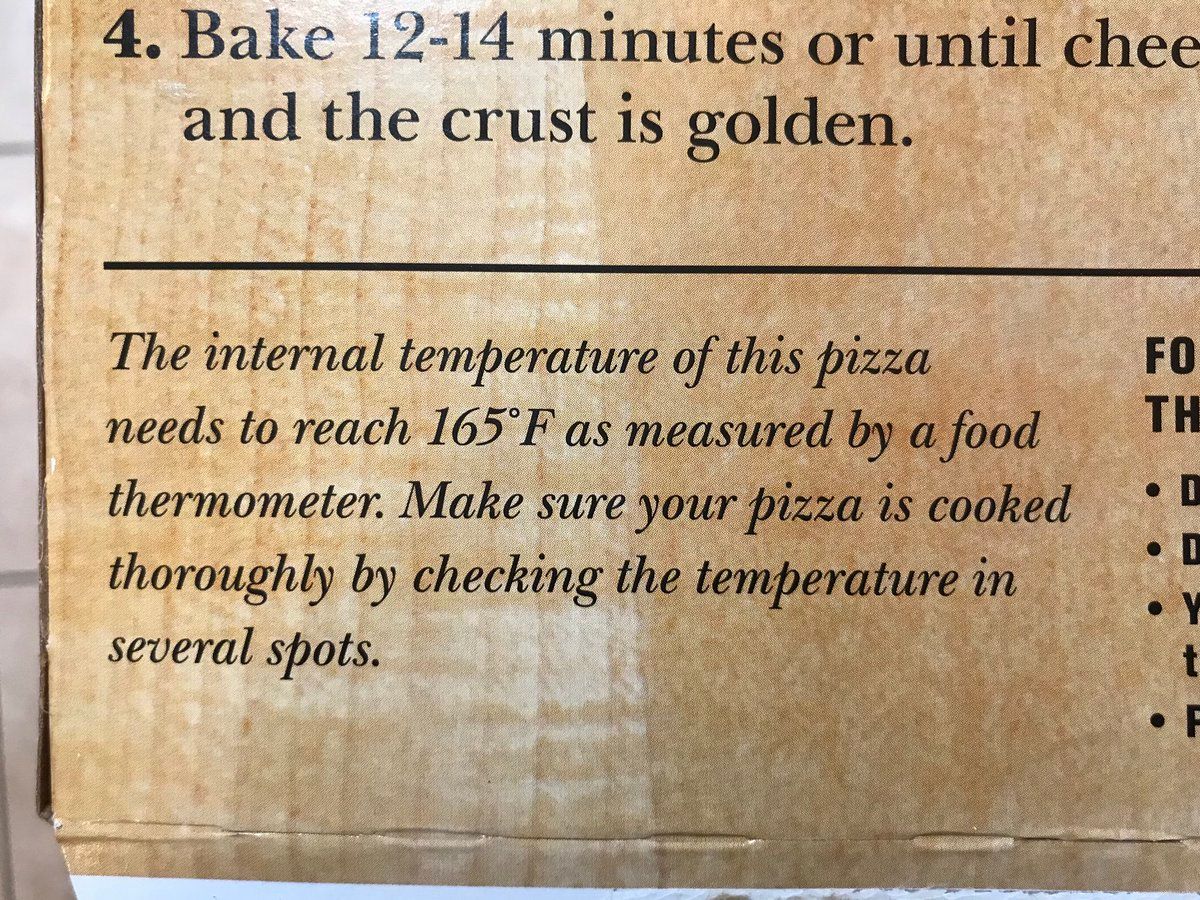 4. Bake 12-14 minutes or until chee
and the crust is golden.
The internal temperature of this pizza
needs to reach 165°F as measured by a food
thermometer. Make sure your pizza is cooked
thoroughly by checking the temperature in
several spots.
FO
TH
• D
• D
• Y
t